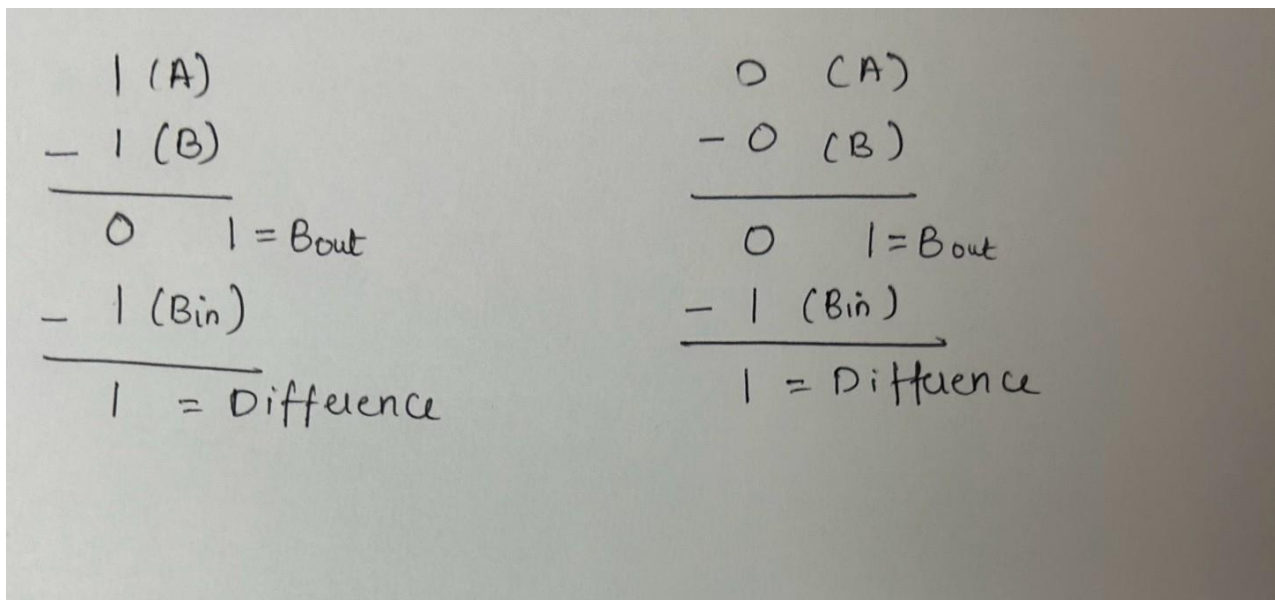 1 (A)
- 1 (B)
0 1 = Bout
- 1 (Bin)
1 = Difference
0 (A)
- 0 (B)
0 1 = Bout
- 1 (Bin)
1 = Difference